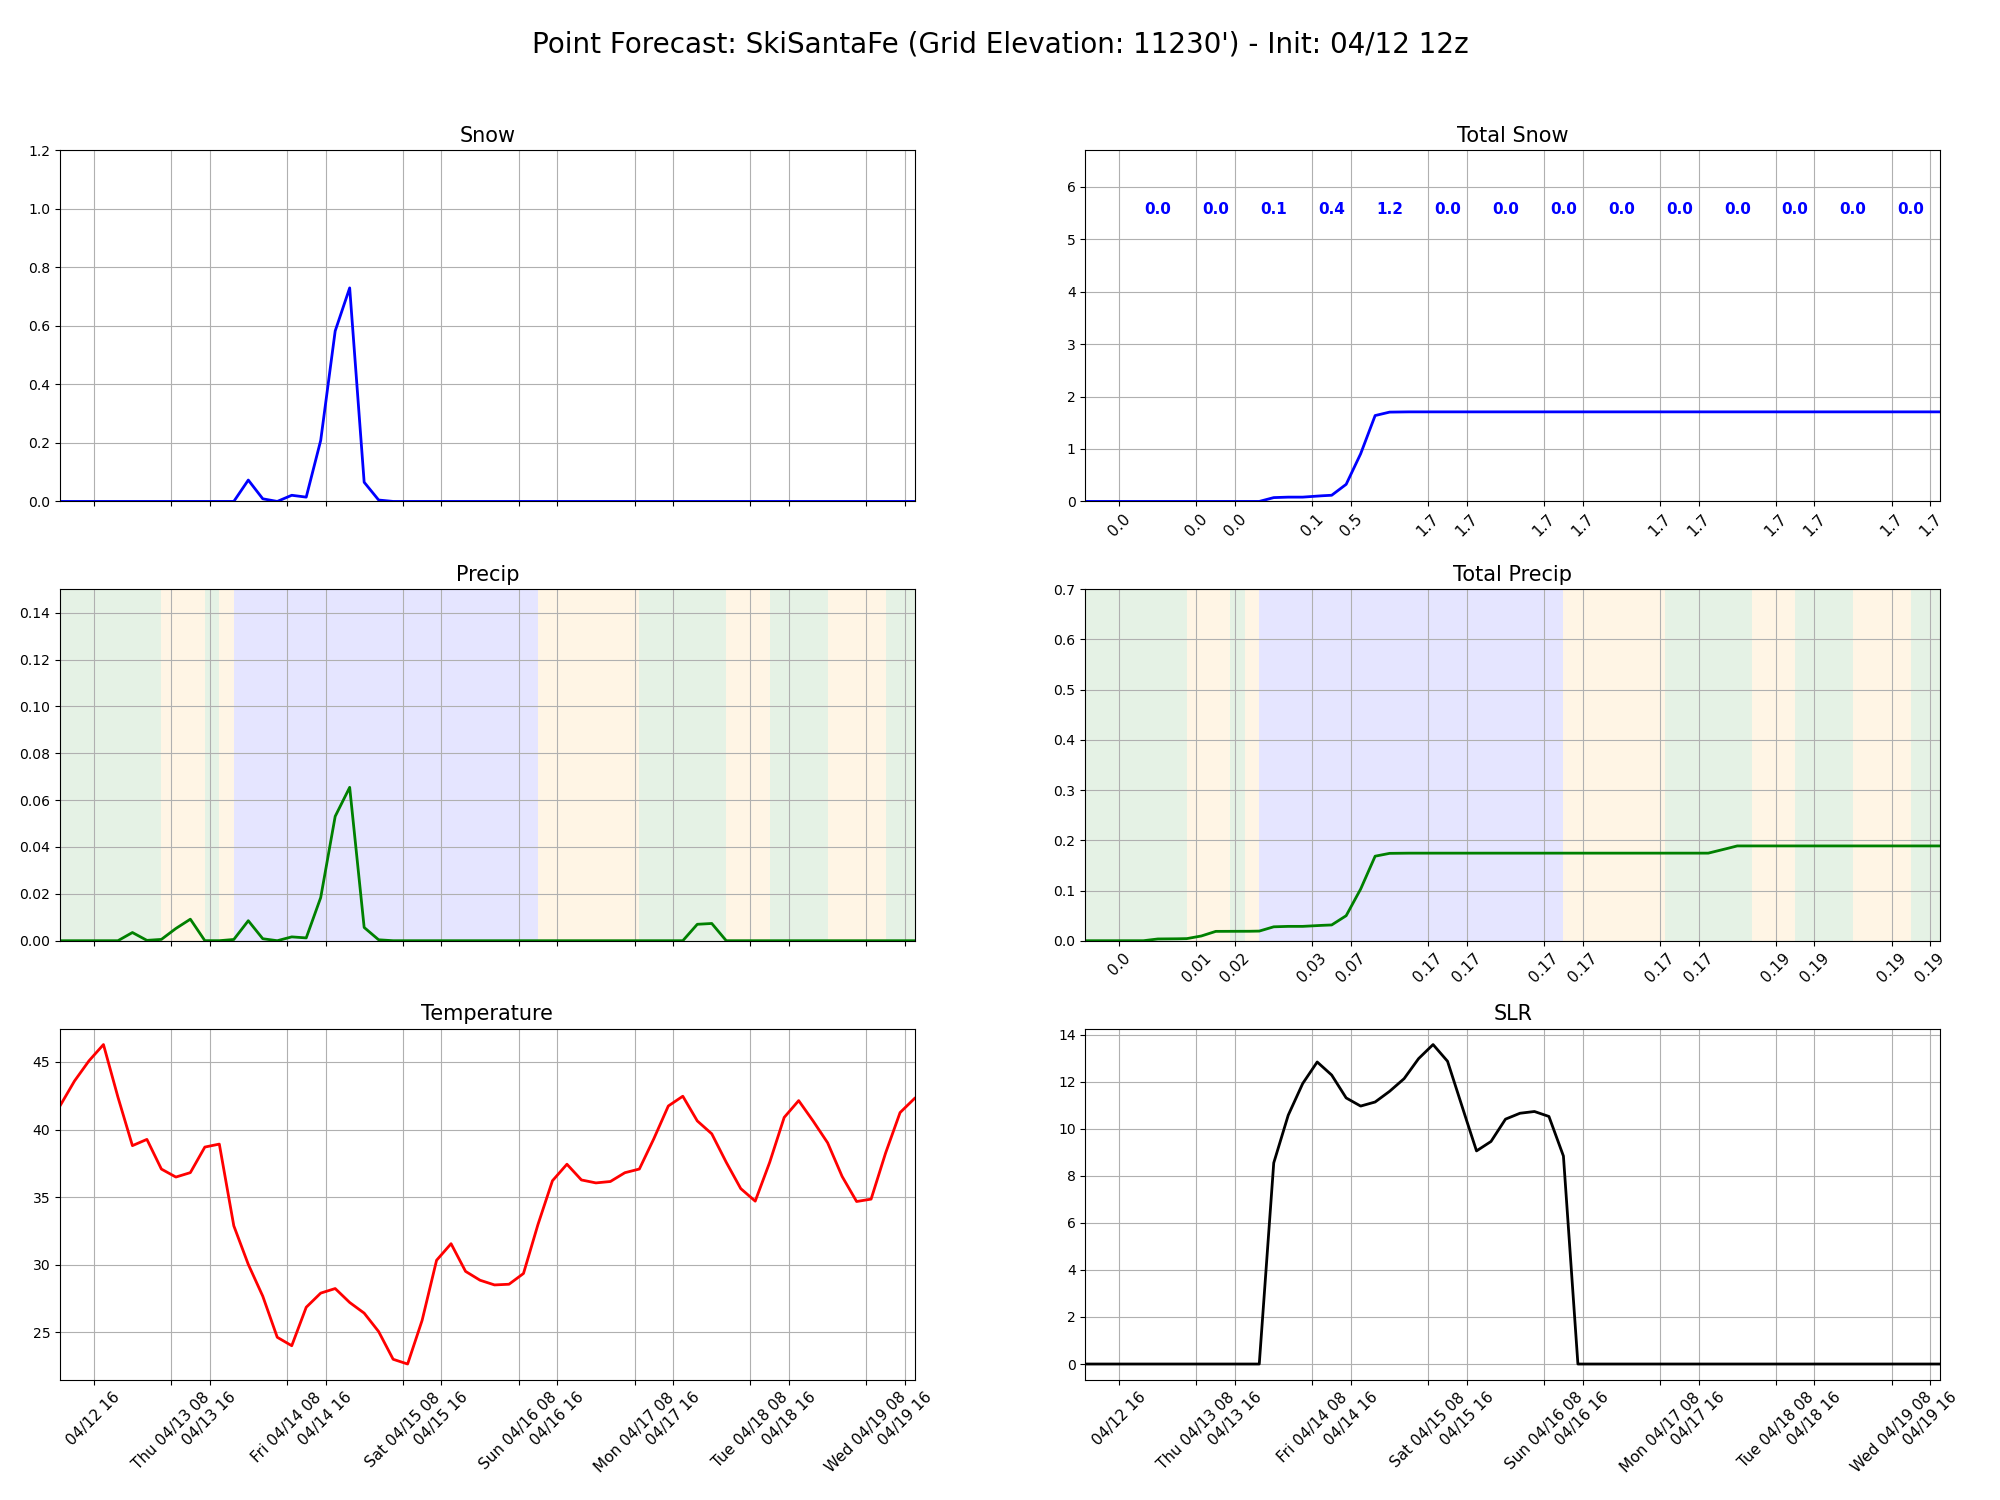 Point Forecast: SkiSantaFe (Grid Elevation: 11230') - Init: 04/12 12z
Snow
1.2
1.0
0.8
0.6
0.4
0.2
0.0
Total Snow
6
5
4
3
2
1
0
0.0 0.0 0.1 0.4 1.2 0.0 0.0 0.0 0.0 0.0 0.0 0.0 0.0 0.0
0.0 0.0 0.0 0.1 0.5 1.7 1.7 1.7 1.7 1.7 1.7 1.7 1.7 1.7 1.7
Precip
0.14
0.12
0.10
0.08
0.06
0.04
0.02
0.00
Total Precip
0.7
0.6
0.5
0.4
0.3
0.2
0.1
0.0
0.0 0.01 0.02 0.03 0.07 0.17 0.17 0.17 0.17 0.17 0.17 0.19 0.19 0.19 0.19
Temperature
45
40
35
30
25
04/12 16
Thu 04/13 08
04/13 16
Fri 04/14 08
04/14 16
Sat 04/15 08
04/15 16
Sun 04/16 08
04/16 16
Mon 04/17 08
04/17 16
Tue 04/18 08
04/18 16
Wed 04/19 08
04/19 16
SLR
14
12
10
8
6
4
2
0
04/12 16
Thu 04/13 08
04/13 16
Fri 04/14 08
04/14 16
Sat 04/15 08
04/15 16
Sun 04/16 08
04/16 16
Mon 04/17 08
04/17 16
Tue 04/18 08
04/18 16
Wed 04/19 08
04/19 16